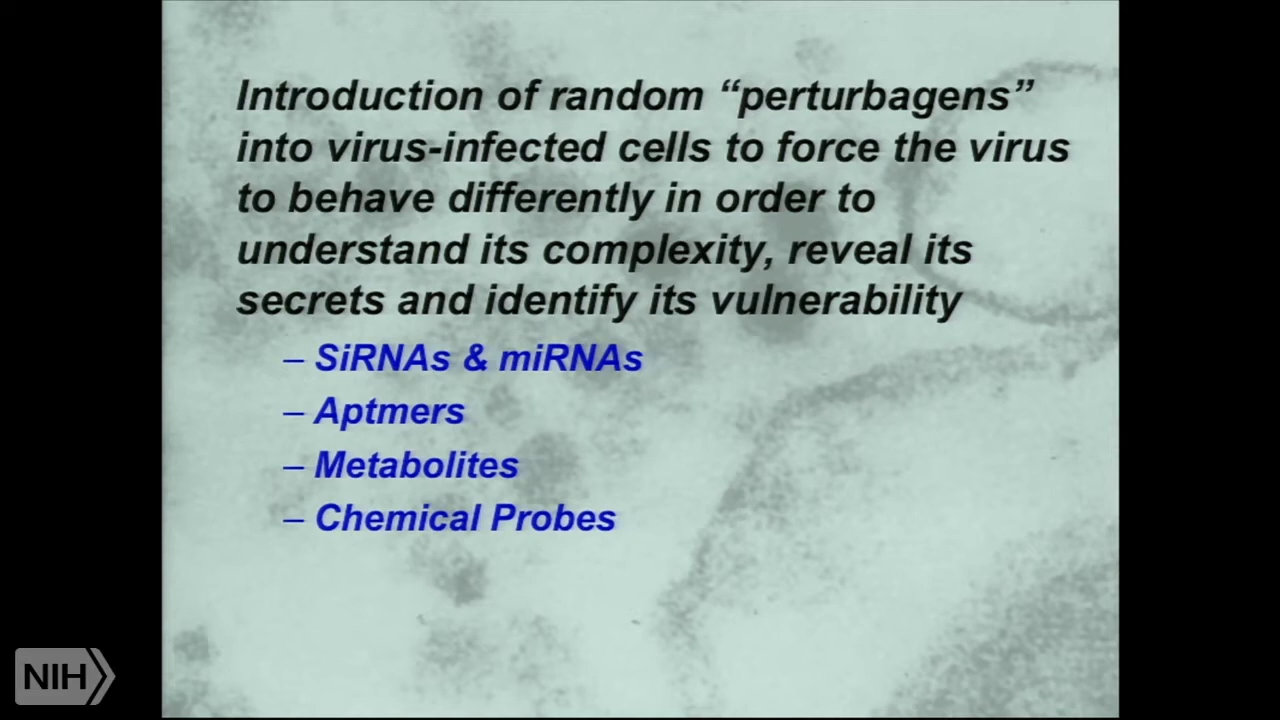 Introduction of random “perturbagens”
into virus-infected cells to force the virus
to behave differently in order to
understand its complexity, reveal its
secrets and identify its vulnerability
– SiRNAs & miRNAs
– Aptmers
– Metabolites
– Chemical Probes
NIH